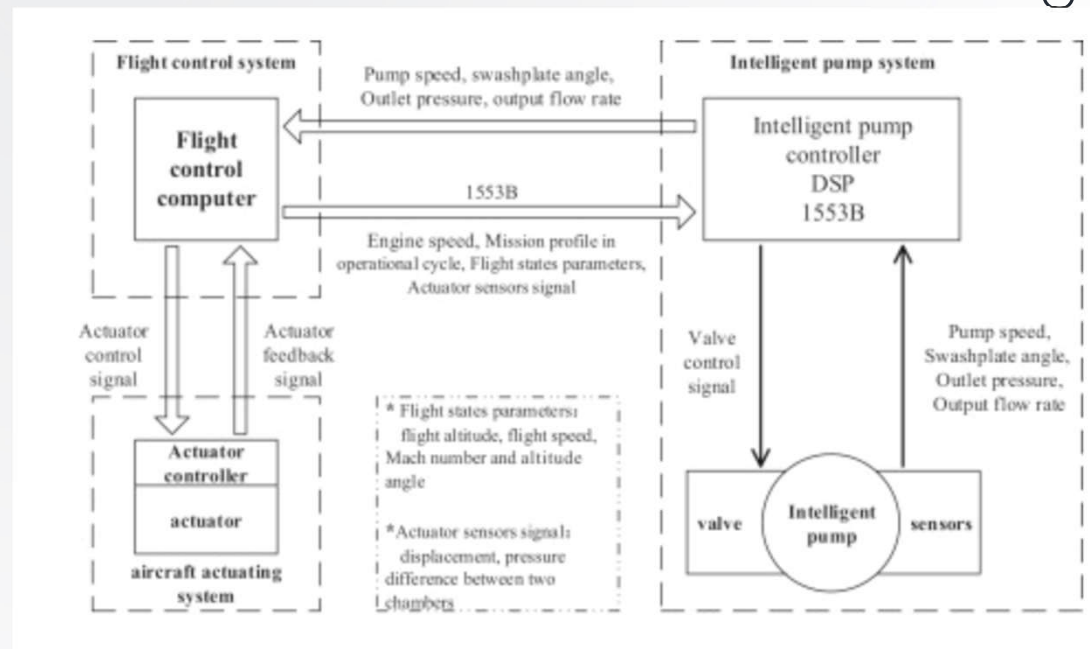 Flight control system
Flight
control
computer
Pump speed, swashplate angle,
Outlet pressure, output flow rate
1553B
Engine speed, Mission profile in
operational cycle, Flight states parameters,
Actuator sensors signal
Intelligent pump system
Intelligent pump
controller
DSP
1553B
Actuator
control
signal
Actuator
feedback
signal
Actuator
controller
actuator
aircraft actuating
system
* Flight states parameters:
flight altitude, flight speed,
Mach number and altitude
angle
*Actuator sensors signal:
displacement, pressure
difference between two
chambers
Valve
control
signal
Pump speed,
Swashplate angle,
Outlet pressure,
Output flow rate
valve
Intelligent
pump
sensors